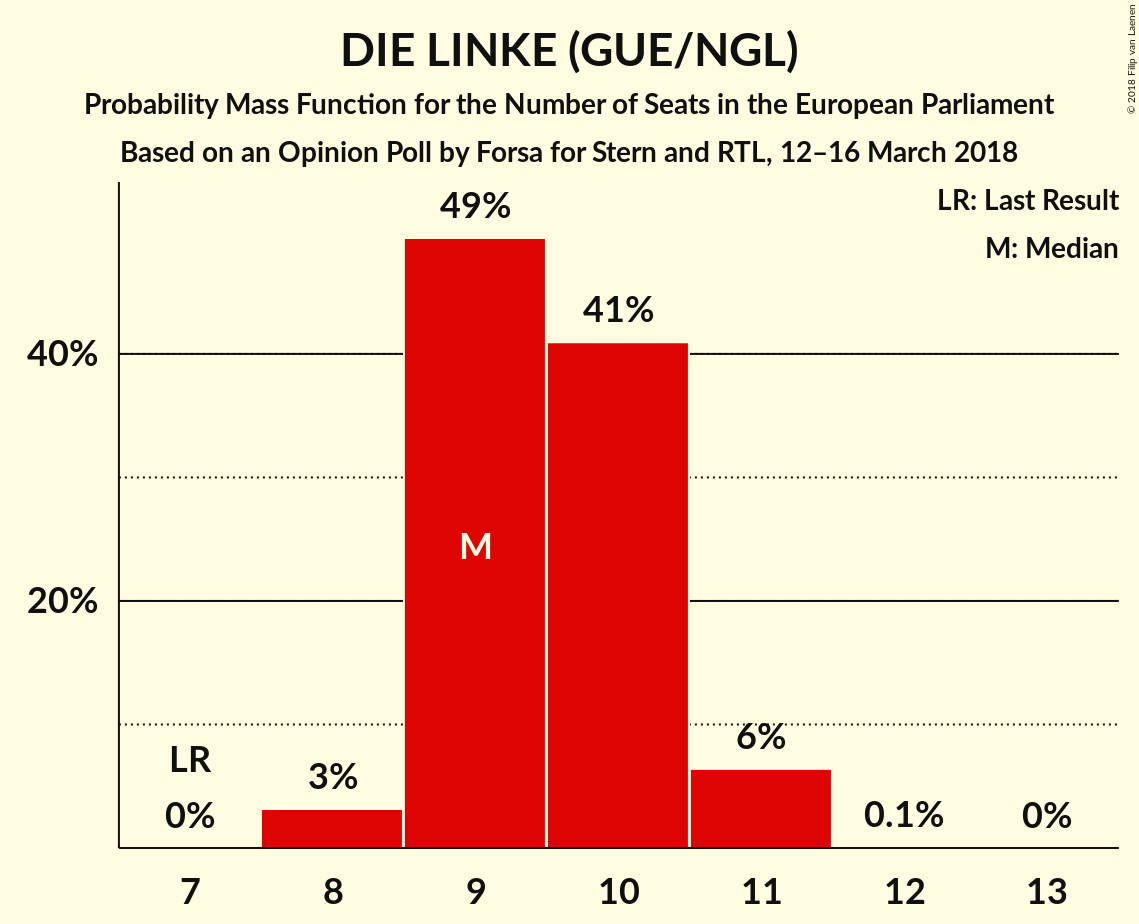 DIE LINKE (GUE/NGL)
Probability Mass Function for the Number of Seats in the European Parliament
Based on an Opinion Poll by Forsa for Stern and RTL, 12–16 March 2018
© 2018 Filip van Laenen
LR: Last Result
M: Median
49%
41%
40%
M
20%
6%
LR
3%
0%
0.1%
0%
7 8 9 10 11 12 13